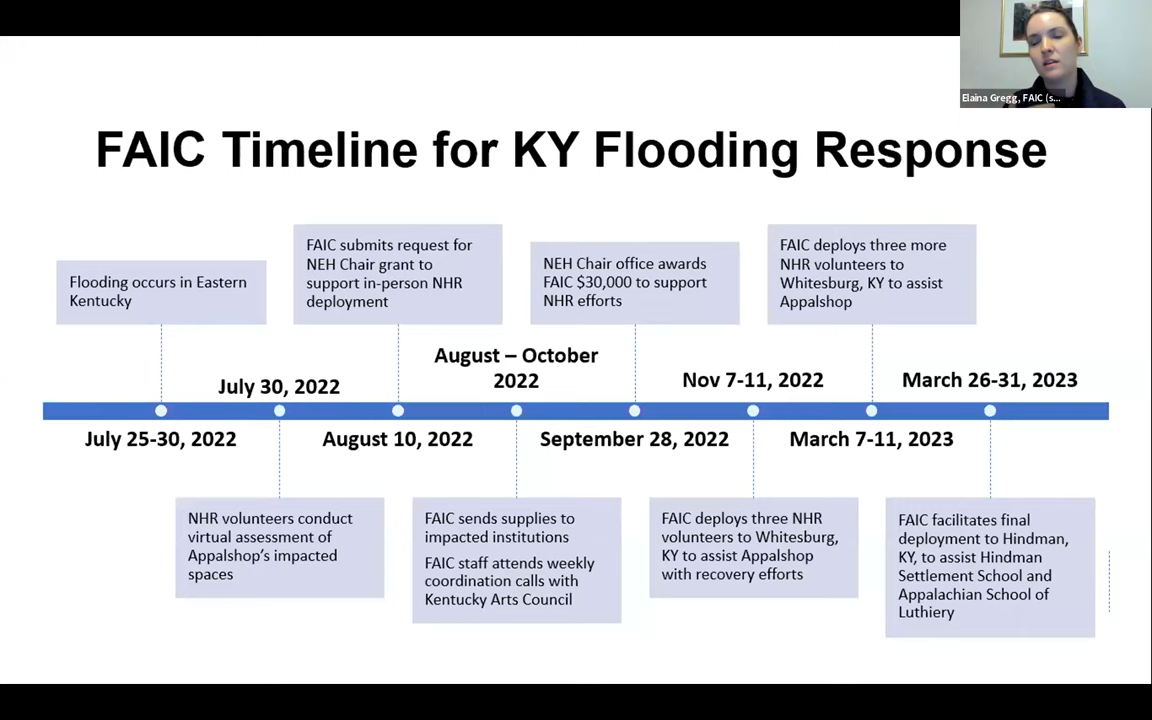 Elaina Gregg, FAIC (s...
FAIC Timeline for KY Flooding Response
Flooding occurs in Eastern
Kentucky
FAIC submits request for
NEH Chair grant to
support in-person NHR
deployment
NEH Chair office awards
FAIC $30,000 to support
NHR efforts
FAIC deploys three more
NHR volunteers to
Whitesburg, KY to assist
Appalshop
July 30, 2022
August – October
2022
Nov 7-11, 2022
March 26-31, 2023
July 25-30, 2022
August 10, 2022
September 28, 2022
March 7-11, 2023
NHR volunteers conduct
virtual assessment of
Appalshop's impacted
spaces
FAIC sends supplies to
impacted institutions
FAIC staff attends weekly
coordination calls with
Kentucky Arts Council
FAIC deploys three NHR
volunteers to Whitesburg,
KY to assist Appalshop
with recovery efforts
FAIC facilitates final
deployment to Hindman,
KY, to assist Hindman
Settlement School and
Appalachian School of
Luthiery